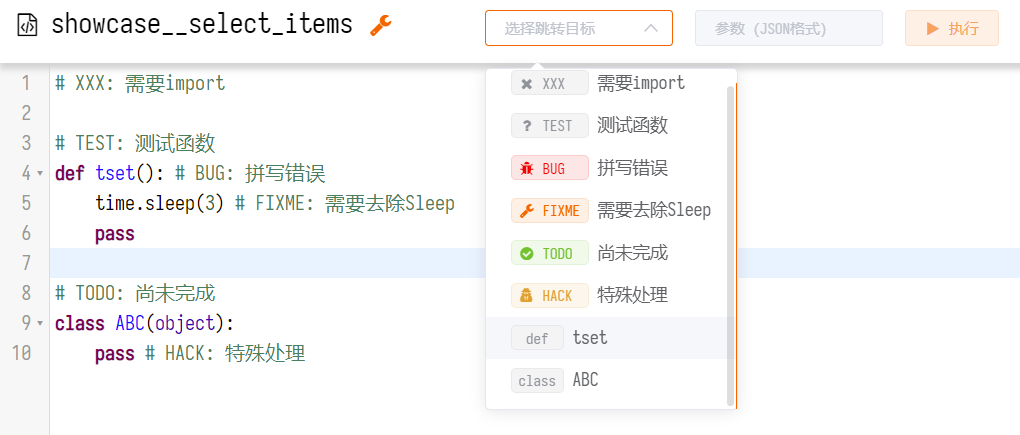 showcase__select_items
选择跳转目标
参数 (JSON格式)
执行
1 # XXX: 需要import
2
3 # TEST: 测试函数
4 def tset(): # BUG: 拼写错误
5 time.sleep(3) # FIXME: 需要去除Sleep
6 pass
7
8 # TODO: 尚未完成
9 class ABC(object):
10 pass # HACK: 特殊处理
XXX 需要import
? TEST 测试函数
BUG 拼写错误
FIXME 需要去除Sleep
TODO 尚未完成
HACK 特殊处理
def tset
class ABC